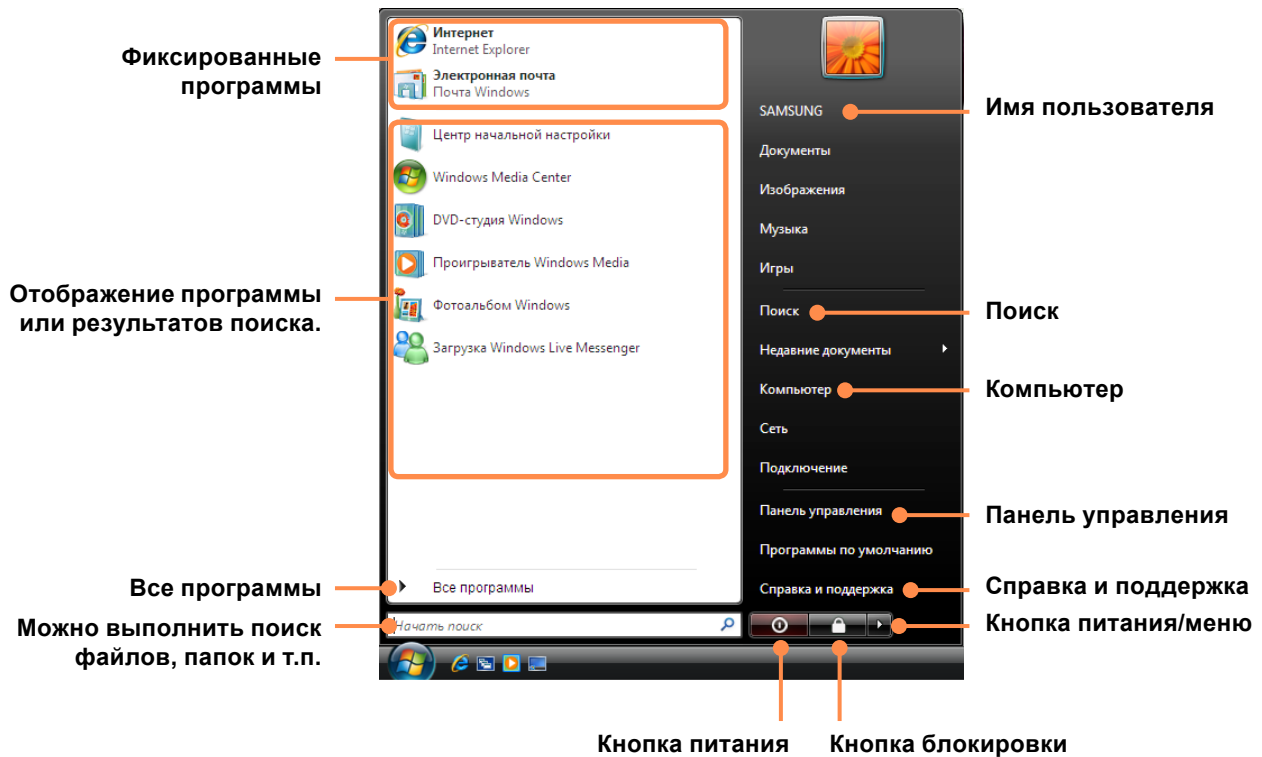 Фиксированные
программы
Отображение программы
или результатов поиска.
Все программы
Можно выполнить поиск
файлов, папок и т.п.
Интернет
Internet Explorer
Электронная почта
Почта Windows
Центр начальной настройки
Windows Media Center
DVD-студия Windows
Проигрыватель Windows Media
Фотоальбом Windows
Загрузка Windows Live Messenger
Все программы
Начать поиск
SAMSUNG
Документы
Изображения
Музыка
Игры
Поиск
Недавние документы
Компьютер
Сеть
Подключение
Панель управления
Программы по умолчанию
Справка и поддержка
Имя пользователя
Поиск
Компьютер
Панель управления
Справка и поддержка
Кнопка питания/меню
Кнопка питания
Кнопка блокировки